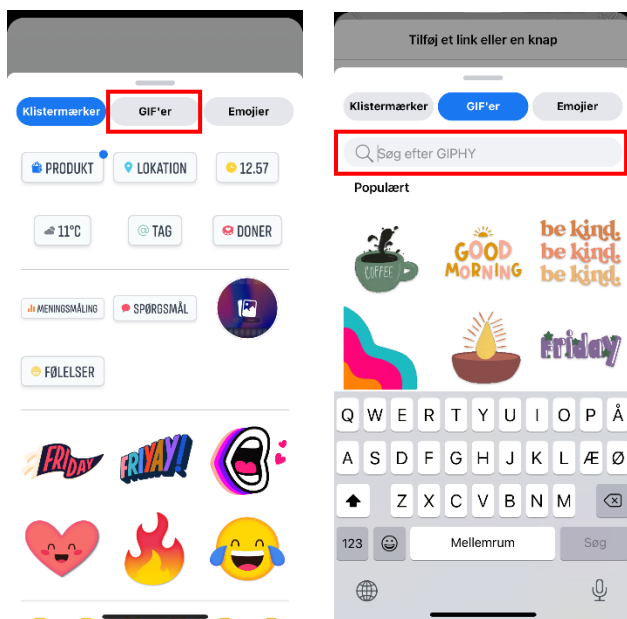 Klistermærker GIF'er Emojier
PRODUKT LOKATION 12.57
11°C @ TAG DONER
MENINGSMÅLING SPØRGSMÅL
FØLELSER
FRIDAY FRIYAY!
Tilføj et link eller en knap
Klistermærker GIF'er Emojier
Søg efter GIPHY
Populært
COFFEE
GOOD
MORNING
be kind.
be kind.
be kind.
Friday
Q W E R T Y U I O P Å
A S D F G H J K L Æ Ø
Z X C V B N M
123 Mellemrum Søg